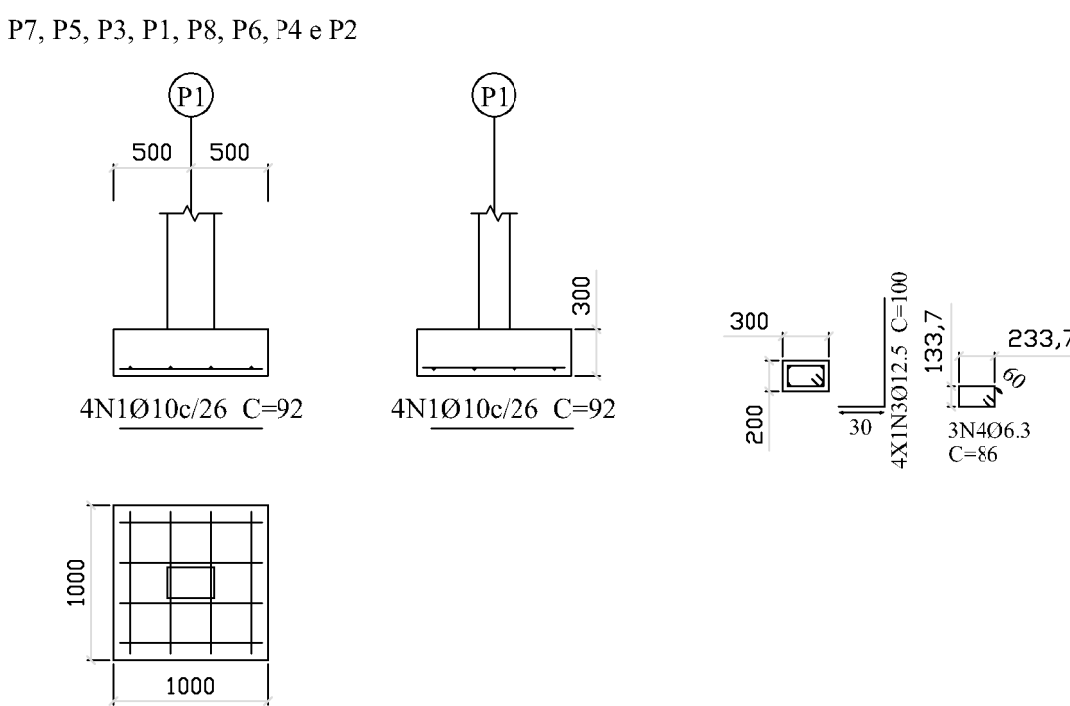 P7, P5, P3, P1, P8, P6, P4 e P2
P1
P1
500 500
300
4N1Ø10c/26 C=92
4N1Ø10c/26 C=92
300
200
30
4X1N3Ø12.5 C=100
133,7
233,7
60
3N4Ø6.3
C=86
1000
1000